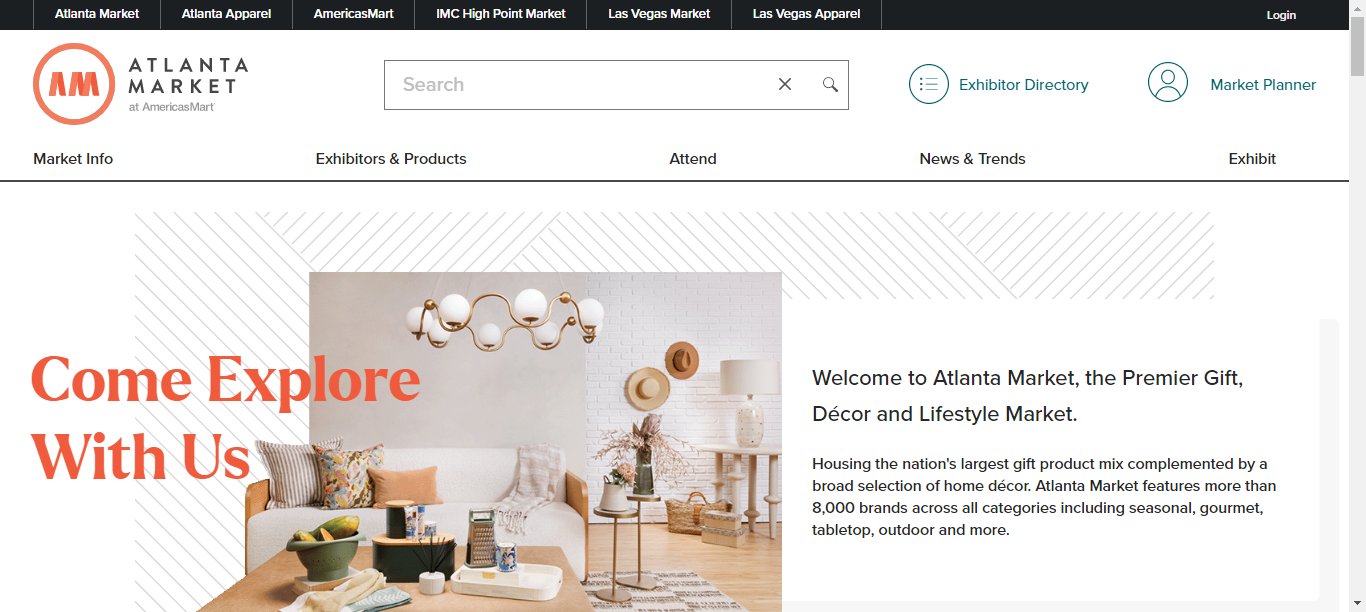 Atlanta Market
Atlanta Apparel
AmericasMart
IMC High Point Market
Las Vegas Market
Las Vegas Apparel
Login
AM
ATLANTA
MARKET
at AmericasMart
Search
Exhibitor Directory
Market Planner
Market Info
Exhibitors & Products
Attend
News & Trends
Exhibit
Come Explore
With Us
Welcome to Atlanta Market, the Premier Gift,
Décor and Lifestyle Market.
Housing the nation's largest gift product mix complemented by a
broad selection of home décor. Atlanta Market features more than
8,000 brands across all categories including seasonal, gourmet,
tabletop, outdoor and more.